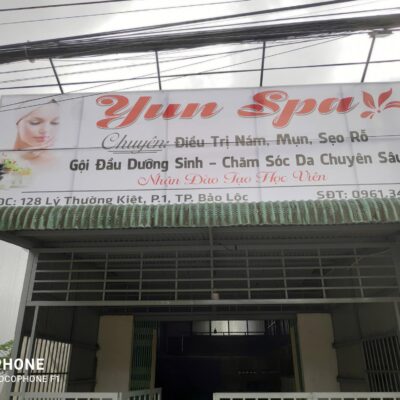 Yun Spa
Chuyên: Điều Trị Nám, Mụn, Sẹo Rỗ
Gội Đầu Dưỡng Sinh - Chăm Sóc Da Chuyên Sâu
Nhận Đào Tạo Học Viên
ĐC: 128 Lý Thường Kiệt, P.1, TP. Bảo Lộc SĐT: 0961.34
PHONE
OCOPHONE F1